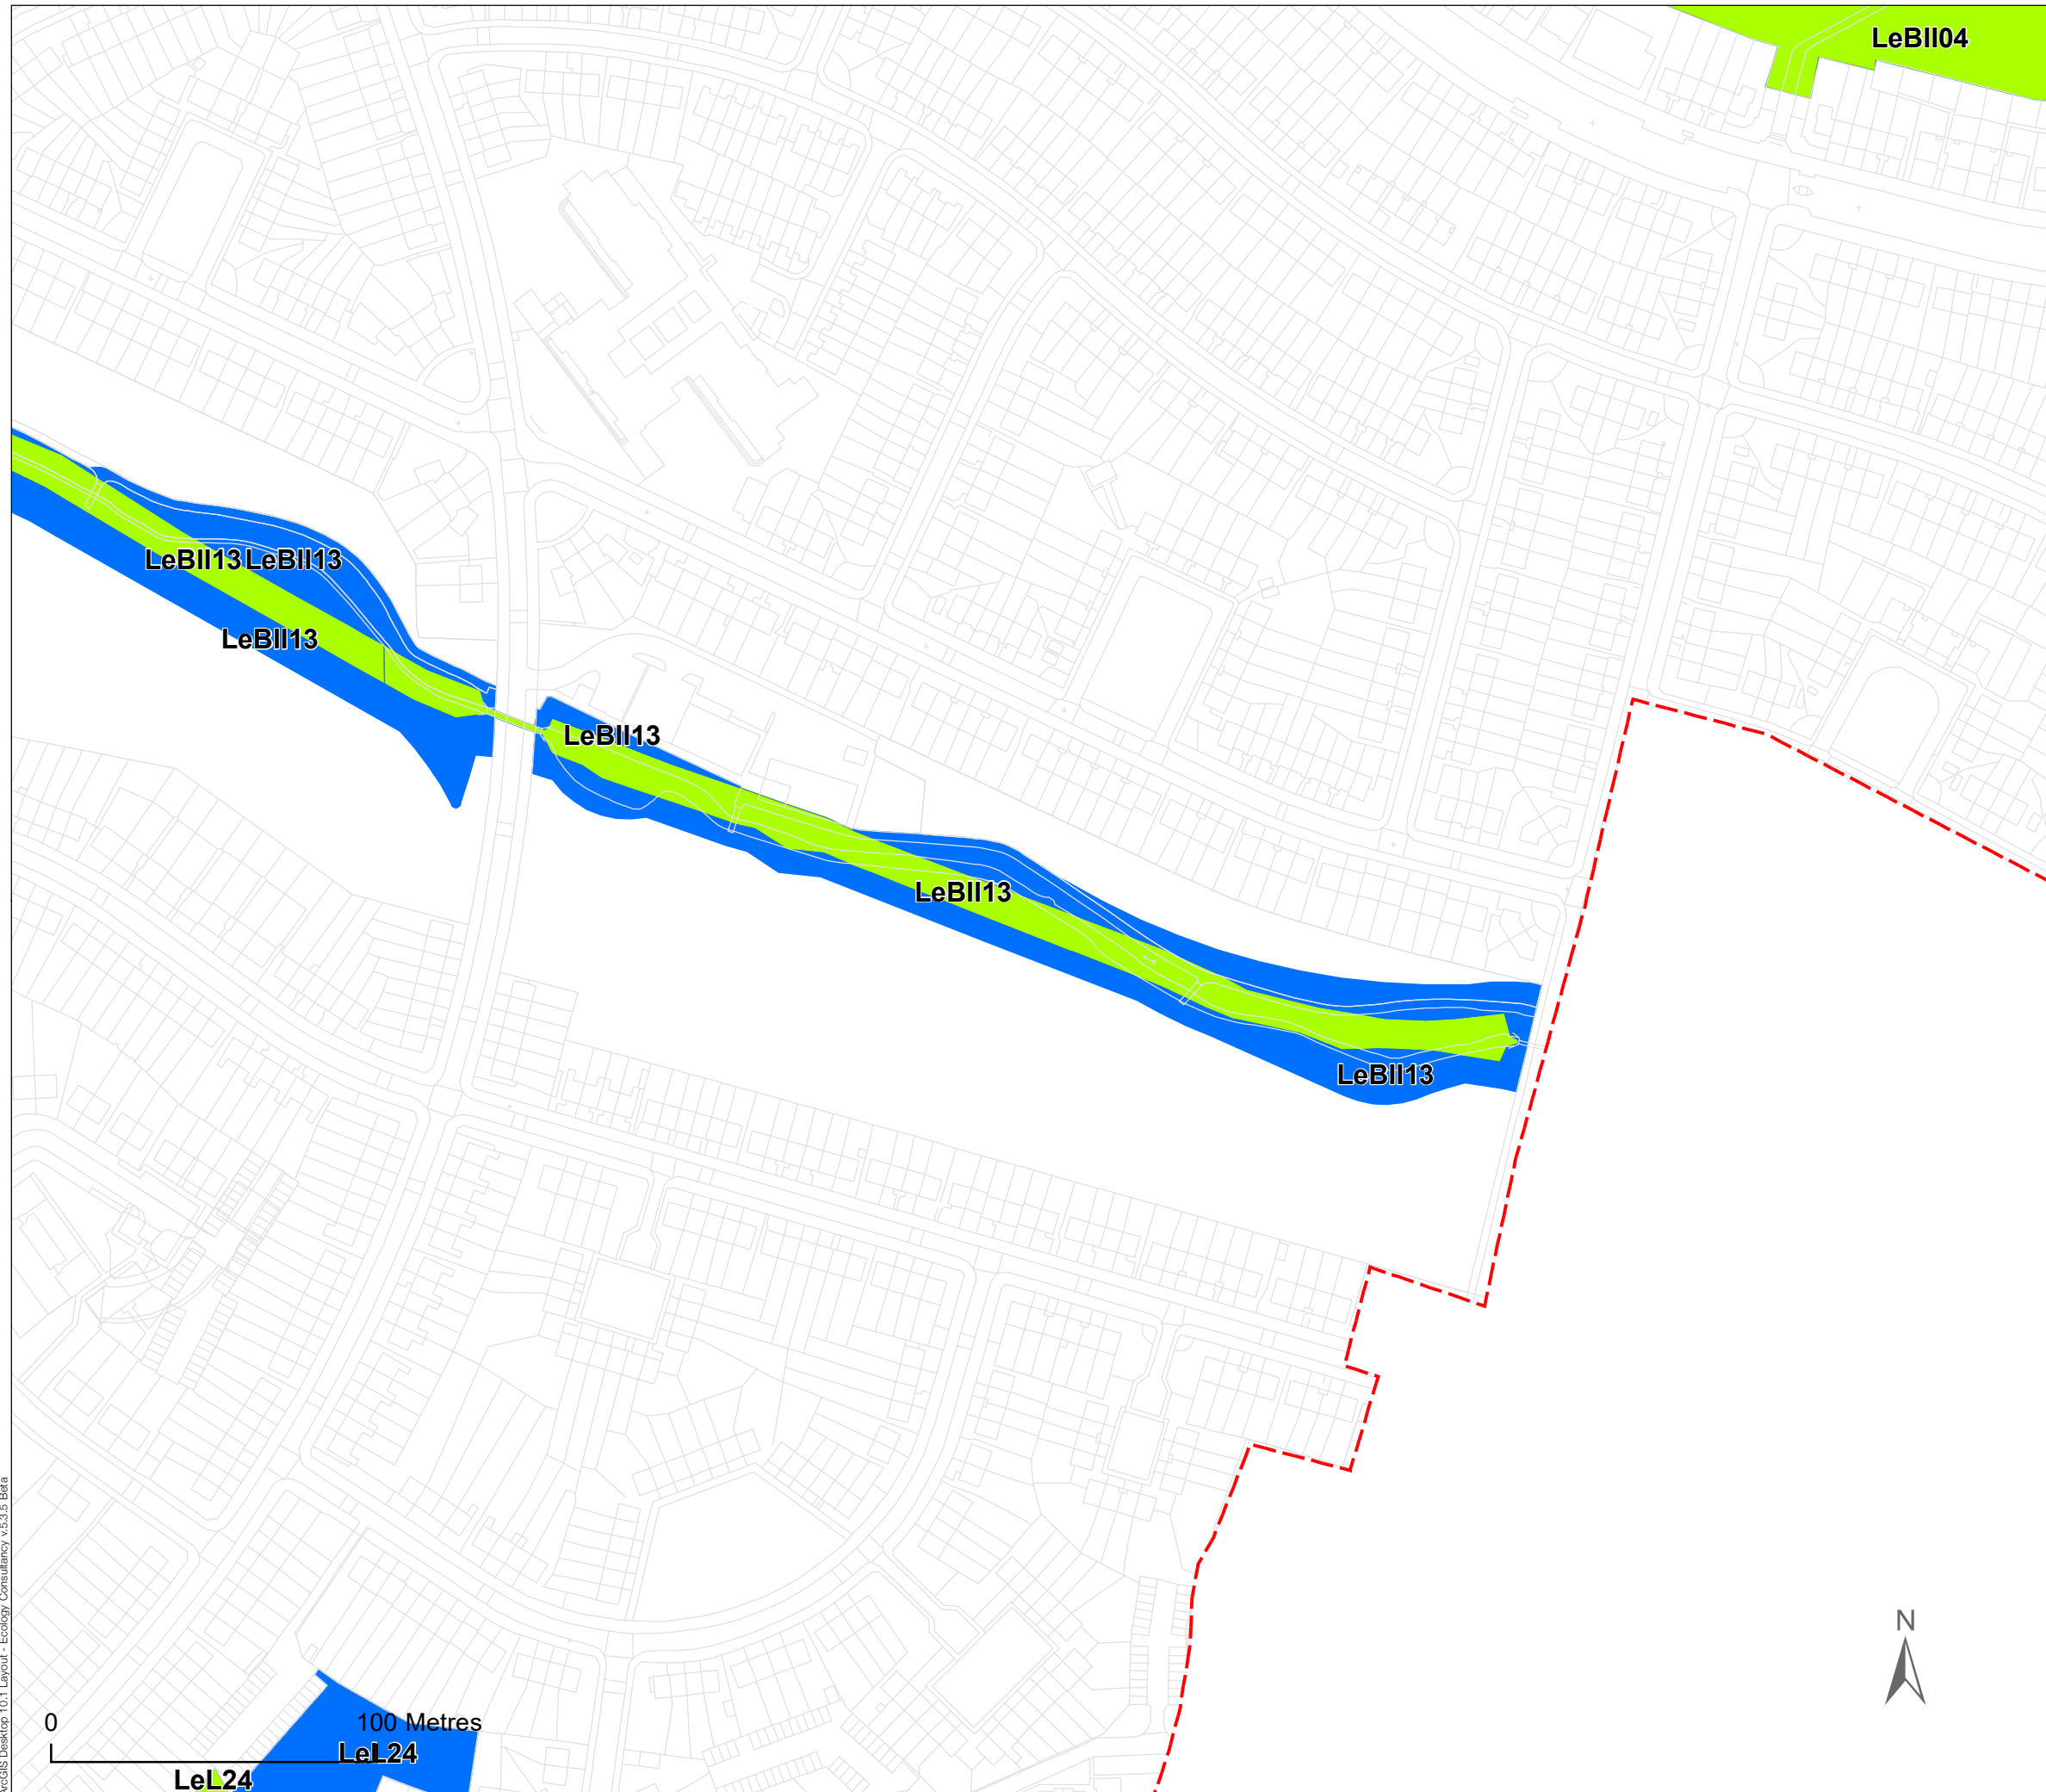 LeBII04
LeBII13 LeBII13
LeBII13
LeBII13
LeBII13
LeBII13
N
0 100 Metres
LeL24
LeL24
ArcGIS Desktop 10.1 Layout - Ecology Consultancy v.5.3.5 Beta